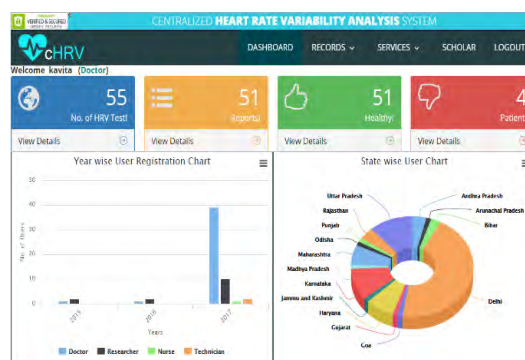 VERIFIED & SECURED
CENTRALIZED HEART RATE VARIABILITY ANALYSIS SYSTEM
cHRV
DASHBOARD RECORDS SERVICES SCHOLAR LOGOUT
Welcome kavita (Doctor)
55 51 51 4
No. of HRV Test! Reports! Healthy! Patient
View Details View Details View Details View Details
Year wise User Registration Chart
50
40
30
20
10
0
No. of Users
2015 2016 2017
Years
Doctor Researcher Nurse Technician
State wise User Chart
Uttar Pradesh
Rajasthan
Punjab
Odisha
Maharashtra
Madhya Pradesh
Karnataka
Jammu and Kashmir
Haryana
Gujarat
Goa
Andhra Pradesh
Arunachal Pradesh
Bihar
Delhi